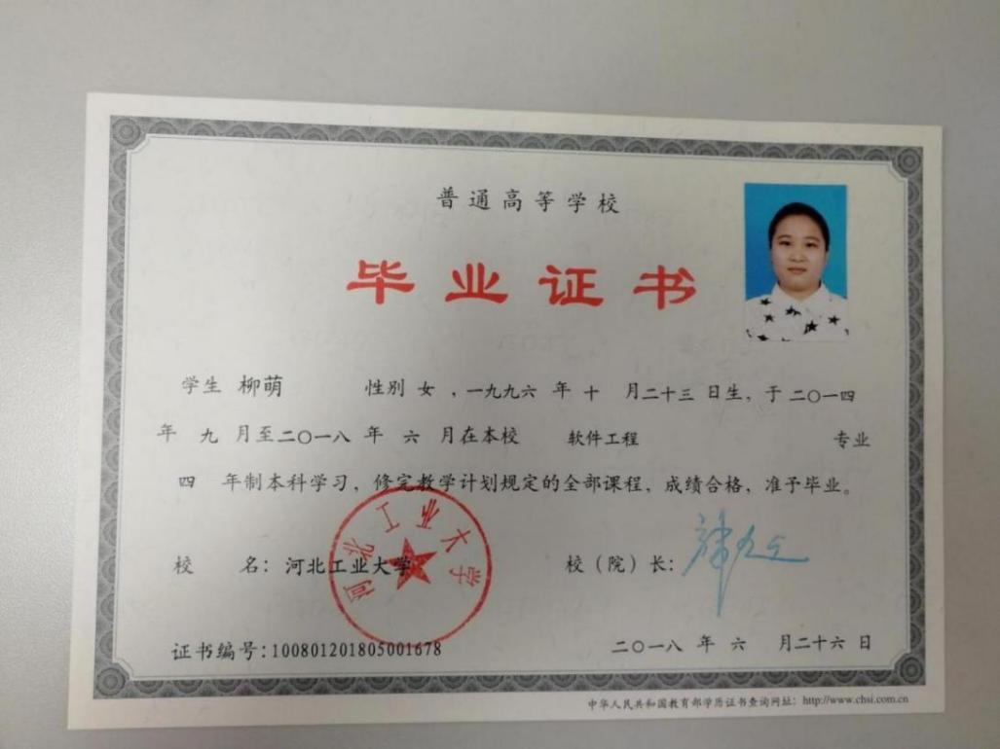 普通高等学校
毕业证书
学生 柳萌 性别 女 , 一九九六 年 十 月二十三 日生, 于 二〇一四
年 九 月至二〇一八 年 六 月在本校 软件工程 专业
四 年制本科学习, 修完教学计划规定的全部课程, 成绩合格, 准予毕业。
河北工业大学
校 名: 河北工业大学 校(院)长:
证书编号:100801201805001678 二〇一八 年 六 月二十六 日
中华人民共和国教育部学历证书查询网址: http://www.chsi.com.cn